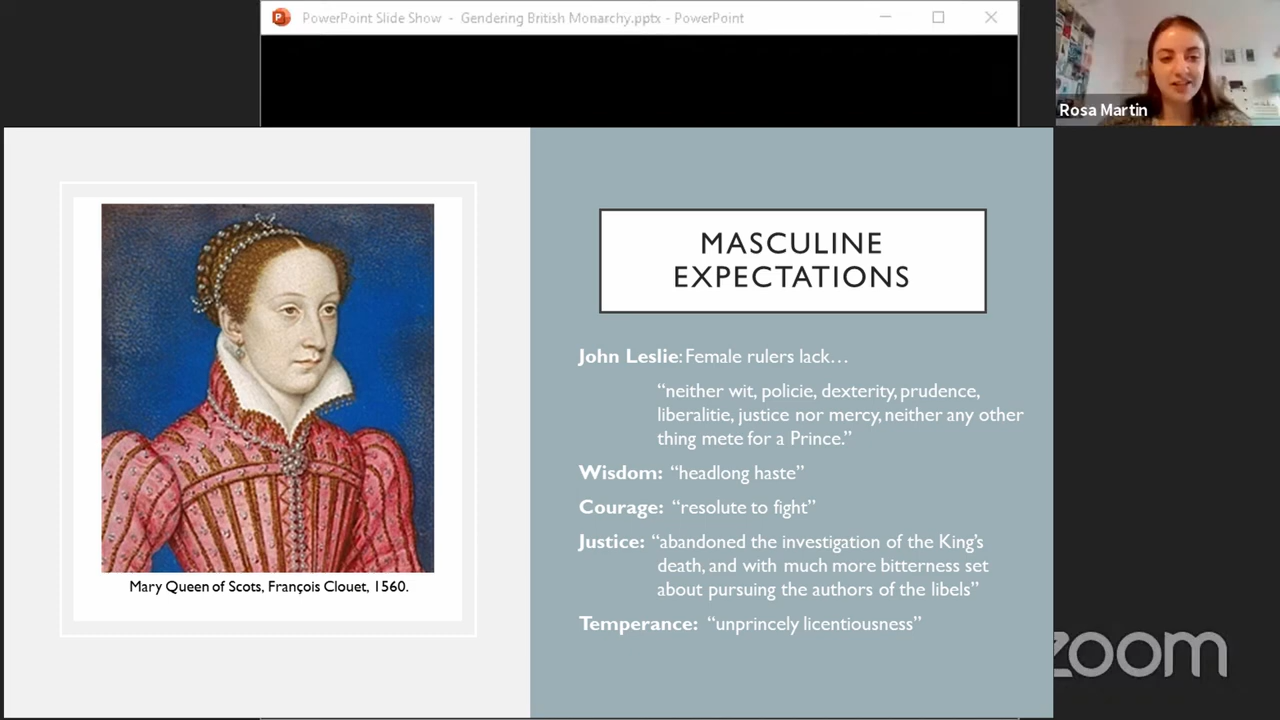 PowerPoint Slide Show - Gendering British Monarchy.pptx - PowerPoint
Rosa Martin
MASCULINE
EXPECTATIONS
John Leslie: Female rulers lack…
“neither wit, policie, dexterity, prudence,
liberalitie, justice nor mercy, neither any other
thing mete for a Prince.”
Wisdom: “headlong haste”
Courage: “resolute to fight”
Justice: “abandoned the investigation of the King’s
death, and with much more bitterness set
about pursuing the authors of the libels”
Temperance: “unprincely licentiousness”
Mary Queen of Scots, François Clouet, 1560.
zoom